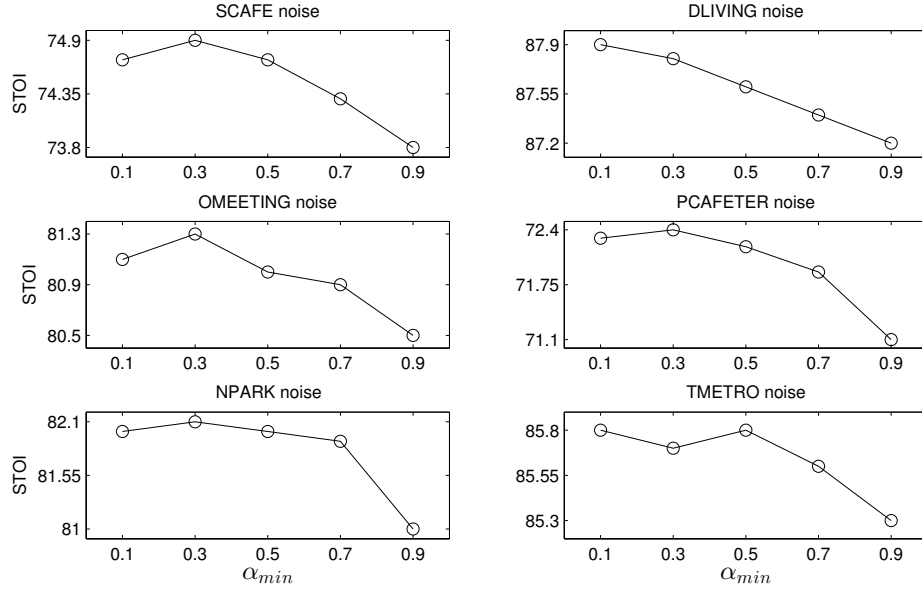 SCAFE noise
STOI
74.9
74.35
73.8
0.1 0.3 0.5 0.7 0.9
DLIVING noise
87.9
87.55
87.2
0.1 0.3 0.5 0.7 0.9
OMEETING noise
STOI
81.3
80.9
80.5
0.1 0.3 0.5 0.7 0.9
PCAFETER noise
72.4
71.75
71.1
0.1 0.3 0.5 0.7 0.9
NPARK noise
STOI
82.1
81.55
81
0.1 0.3 0.5 0.7 0.9
α_min
TMETRO noise
85.8
85.55
85.3
0.1 0.3 0.5 0.7 0.9
α_min